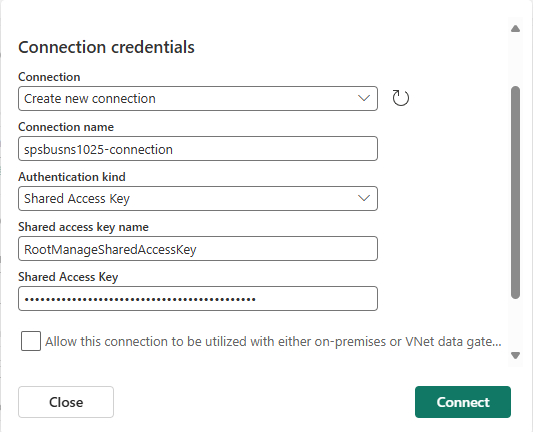 Connection credentials
Connection
Create new connection
Connection name
spsbusns1025-connection
Authentication kind
Shared Access Key
Shared access key name
RootManageSharedAccessKey
Shared Access Key
••••••••••••••••••••••••••••••••••••••••••••
Allow this connection to be utilized with either on-premises or VNet data gate...
Close
Connect